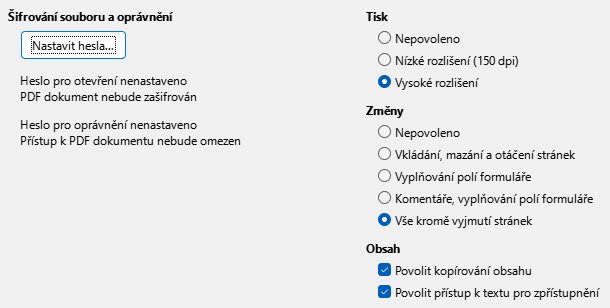 Šifrování souboru a oprávnění
Nastavit hesla...
Heslo pro otevření nenastaveno
PDF dokument nebude zašifrován
Heslo pro oprávnění nenastaveno
Přístup k PDF dokumentu nebude omezen
Tisk
Nepovoleno
Nízké rozlišení (150 dpi)
Vysoké rozlišení
Změny
Nepovoleno
Vkládání, mazání a otáčení stránek
Vyplňování polí formuláře
Komentáře, vyplňování polí formuláře
Vše kromě vyjmutí stránek
Obsah
Povolit kopírování obsahu
Povolit přístup k textu pro zpřístupnění